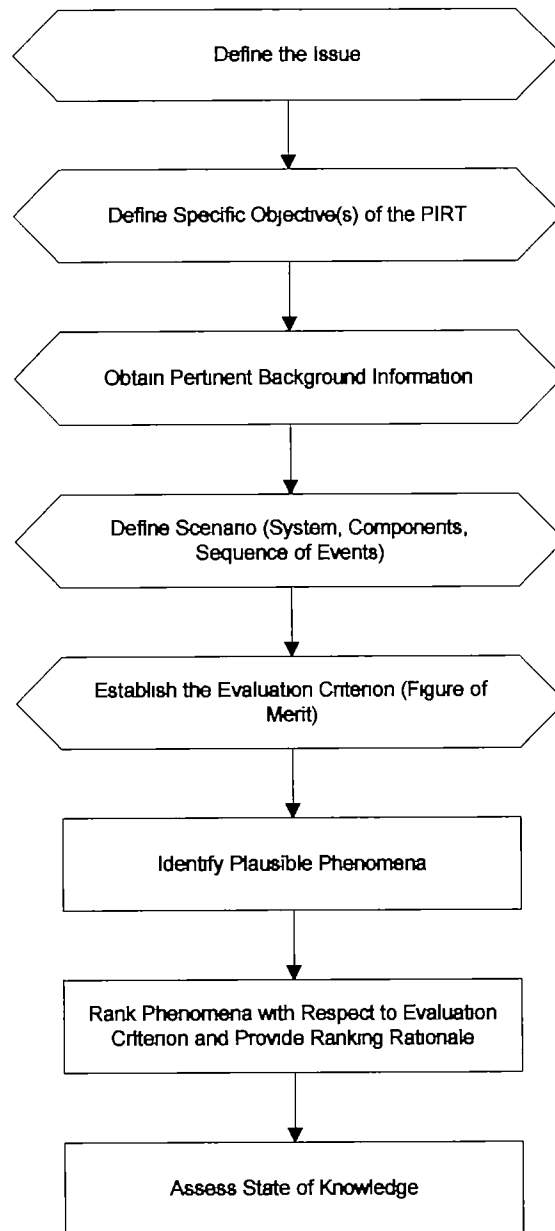 Define the Issue
Define Specific Objective(s) of the PIRT
Obtain Pertinent Background Information
Define Scenario (System, Components,
Sequence of Events)
Establish the Evaluation Criterion (Figure of
Merit)
Identify Plausible Phenomena
Rank Phenomena with Respect to Evaluation
Criterion and Provide Ranking Rationale
Assess State of Knowledge